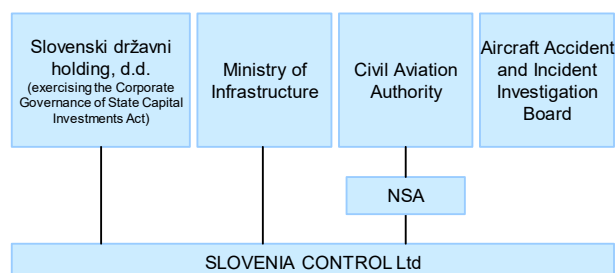 Slovenski državni
holding, d.d.
(exercising the Corporate
Governance of State Capital
Investments Act)
Ministry of
Infrastructure
Civil Aviation
Authority
Aircraft Accident
and Incident
Investigation
Board
NSA
SLOVENIA CONTROL Ltd